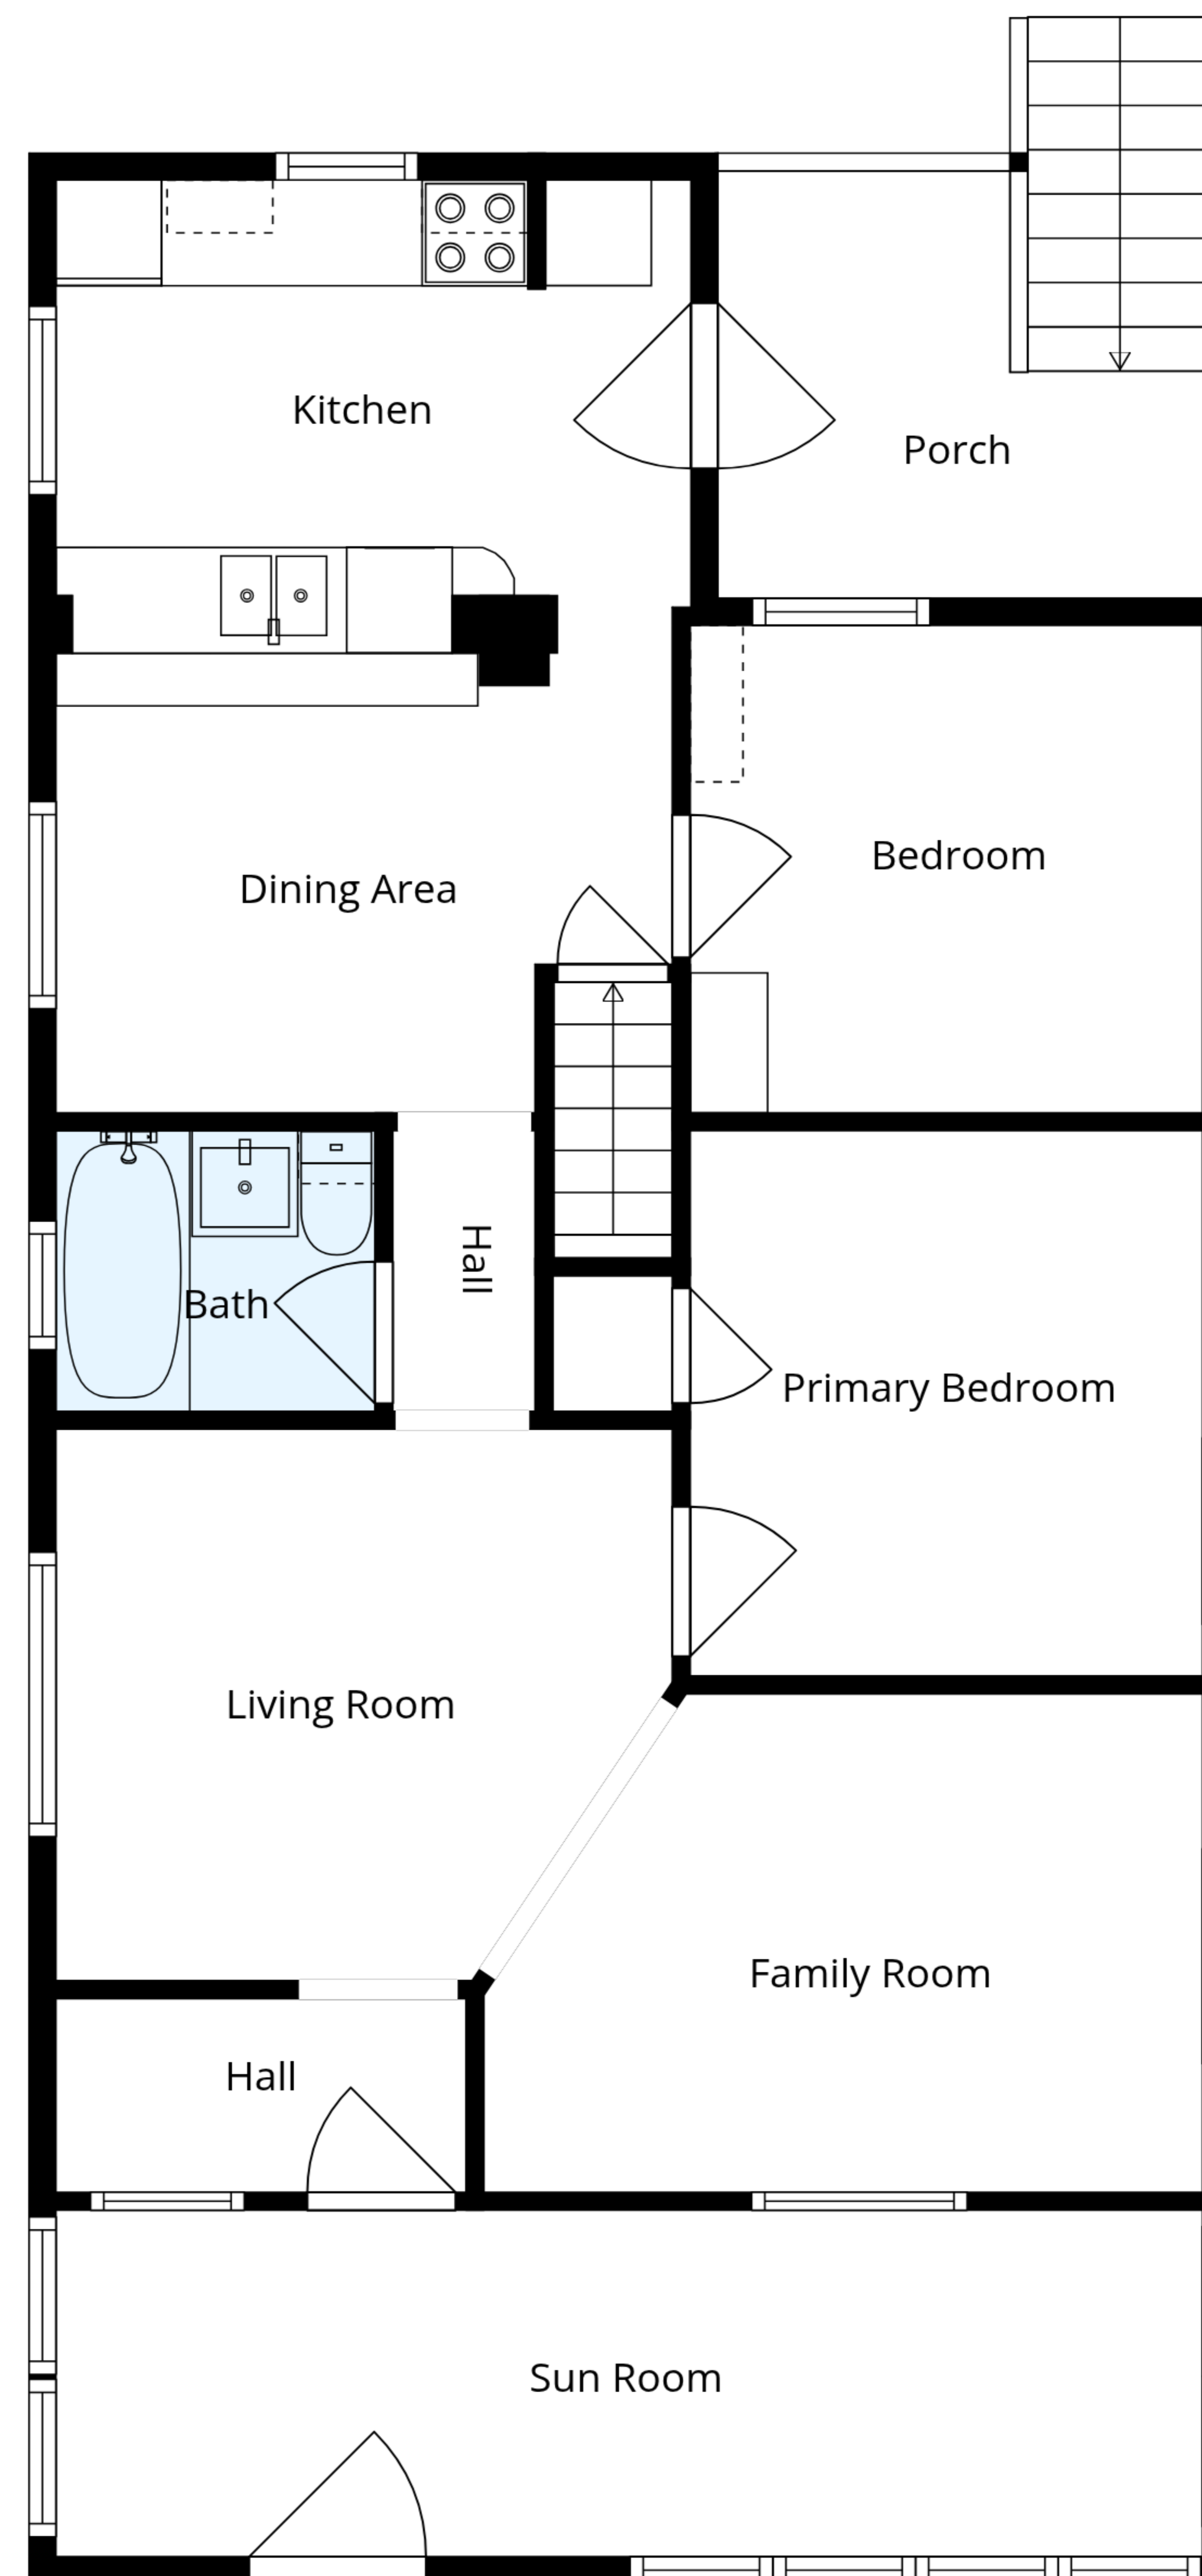 Kitchen
Porch
Bedroom
Dining Area
Hall
Bath
Primary Bedroom
Living Room
Family Room
Hall
Sun Room